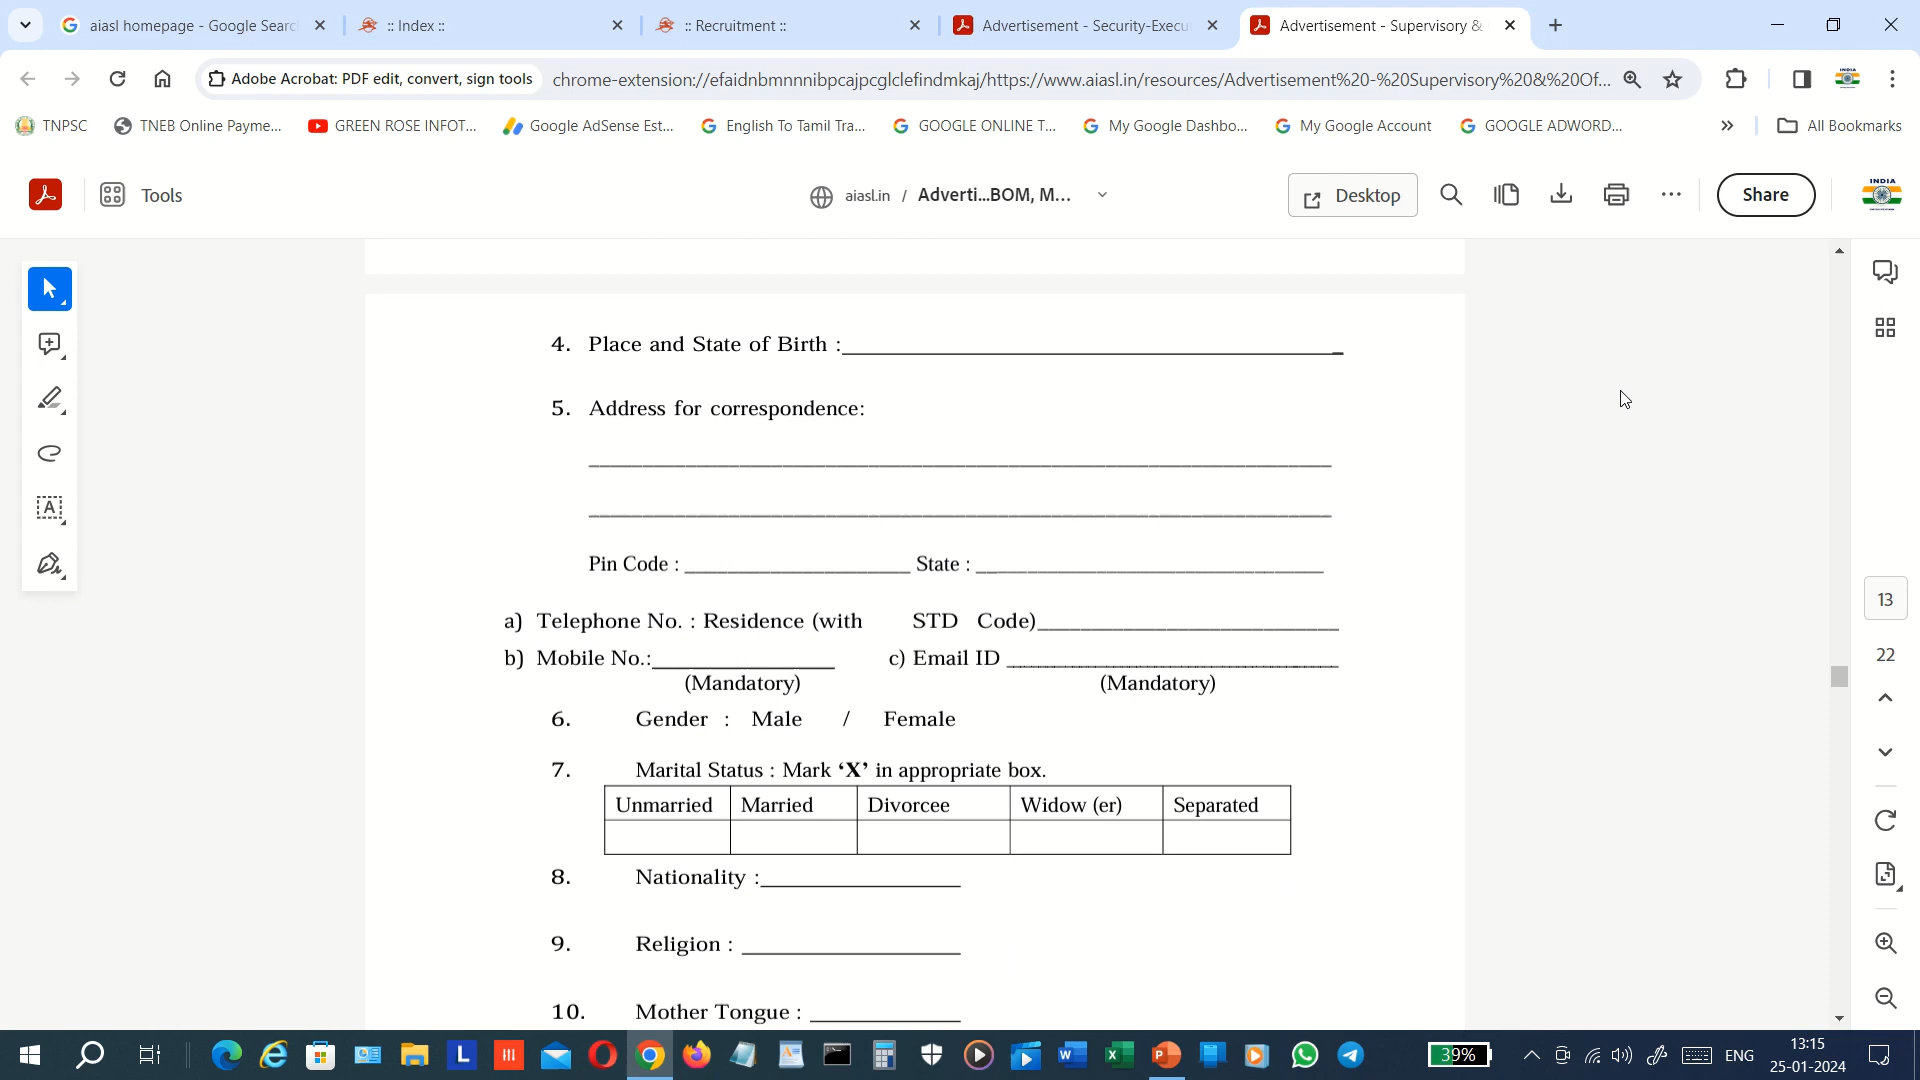 aiasl homepage - Google Searc
:: Index ::
:: Recruitment ::
Advertisement - Security-Execu
Advertisement - Supervisory &
Adobe Acrobat: PDF edit, convert, sign tools
chrome-extension://efaidnbmnnnibpcajpcglclefindmkaj/https://www.aiasl.in/resources/Advertisement%20-%20Supervisory%20&%20Of...
TNPSC
TNEB Online Payme...
GREEN ROSE INFOT...
Google AdSense Est...
English To Tamil Tra...
GOOGLE ONLINE T...
My Google Dashbo...
My Google Account
GOOGLE ADWORD...
All Bookmarks
Tools
aiasl.in / Adverti...BOM, M...
Desktop
Share
INDIA
4. Place and State of Birth :
5. Address for correspondence:
Pin Code : State :
a) Telephone No. : Residence (with STD Code)
b) Mobile No.: c) Email ID
(Mandatory) (Mandatory)
6. Gender : Male / Female
7. Marital Status : Mark ‘X’ in appropriate box.
Unmarried Married Divorcee Widow (er) Separated
8. Nationality :
9. Religion :
10. Mother Tongue :
13
22
39%
ENG
13:15
25-01-2024